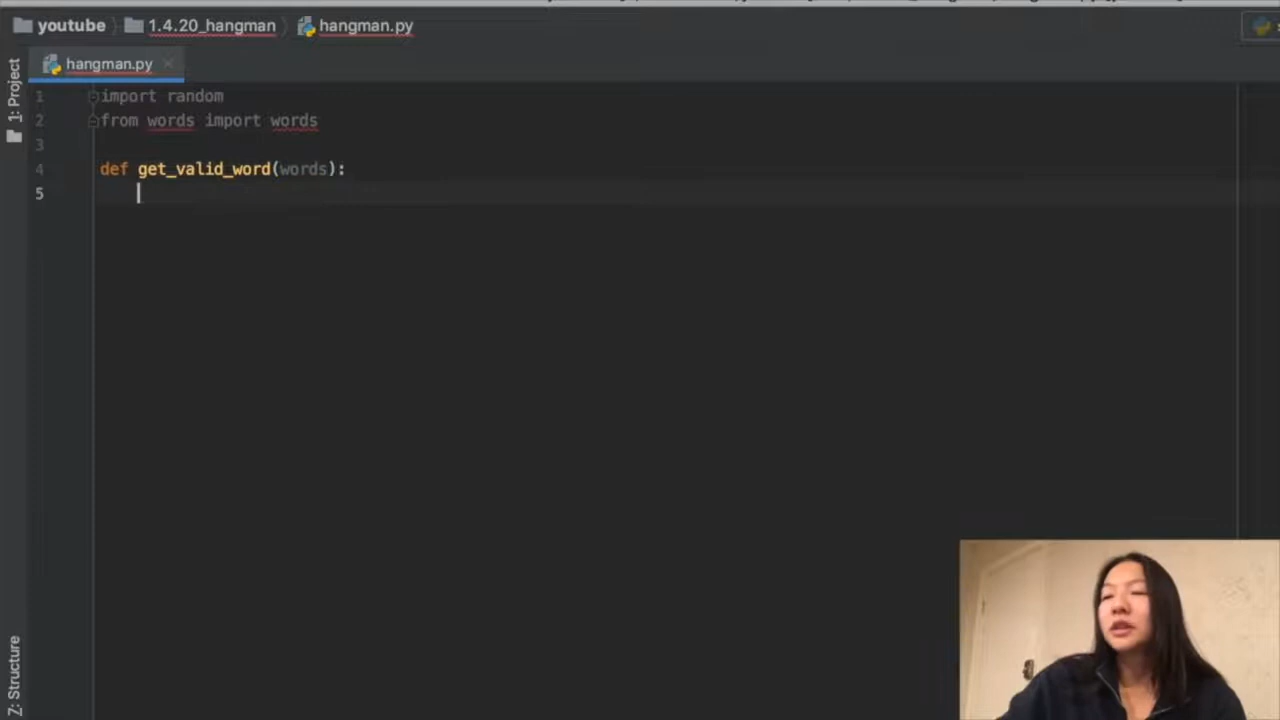 youtube 1.4.20_hangman hangman.py
hangman.py
1: Project
1 import random
2 from words import words
3
4 def get_valid_word(words):
5
Z: Structure